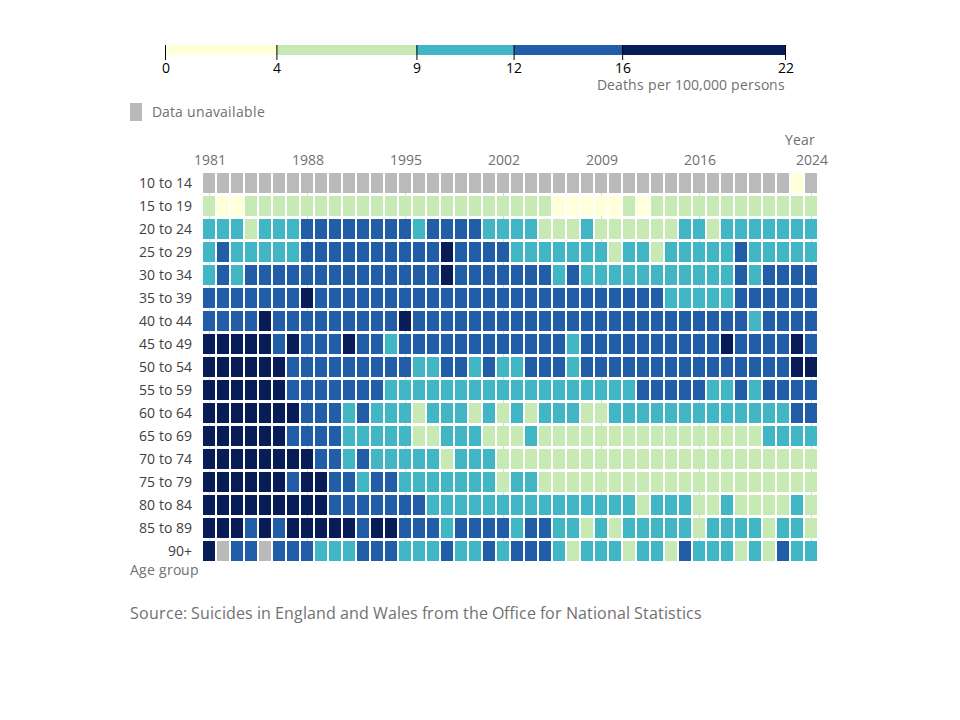 0 4 9 12 16 22
Deaths per 100,000 persons
Data unavailable
Year
1981 1988 1995 2002 2009 2016 2024
10 to 14
15 to 19
20 to 24
25 to 29
30 to 34
35 to 39
40 to 44
45 to 49
50 to 54
55 to 59
60 to 64
65 to 69
70 to 74
75 to 79
80 to 84
85 to 89
90+
Age group
Source: Suicides in England and Wales from the Office for National Statistics